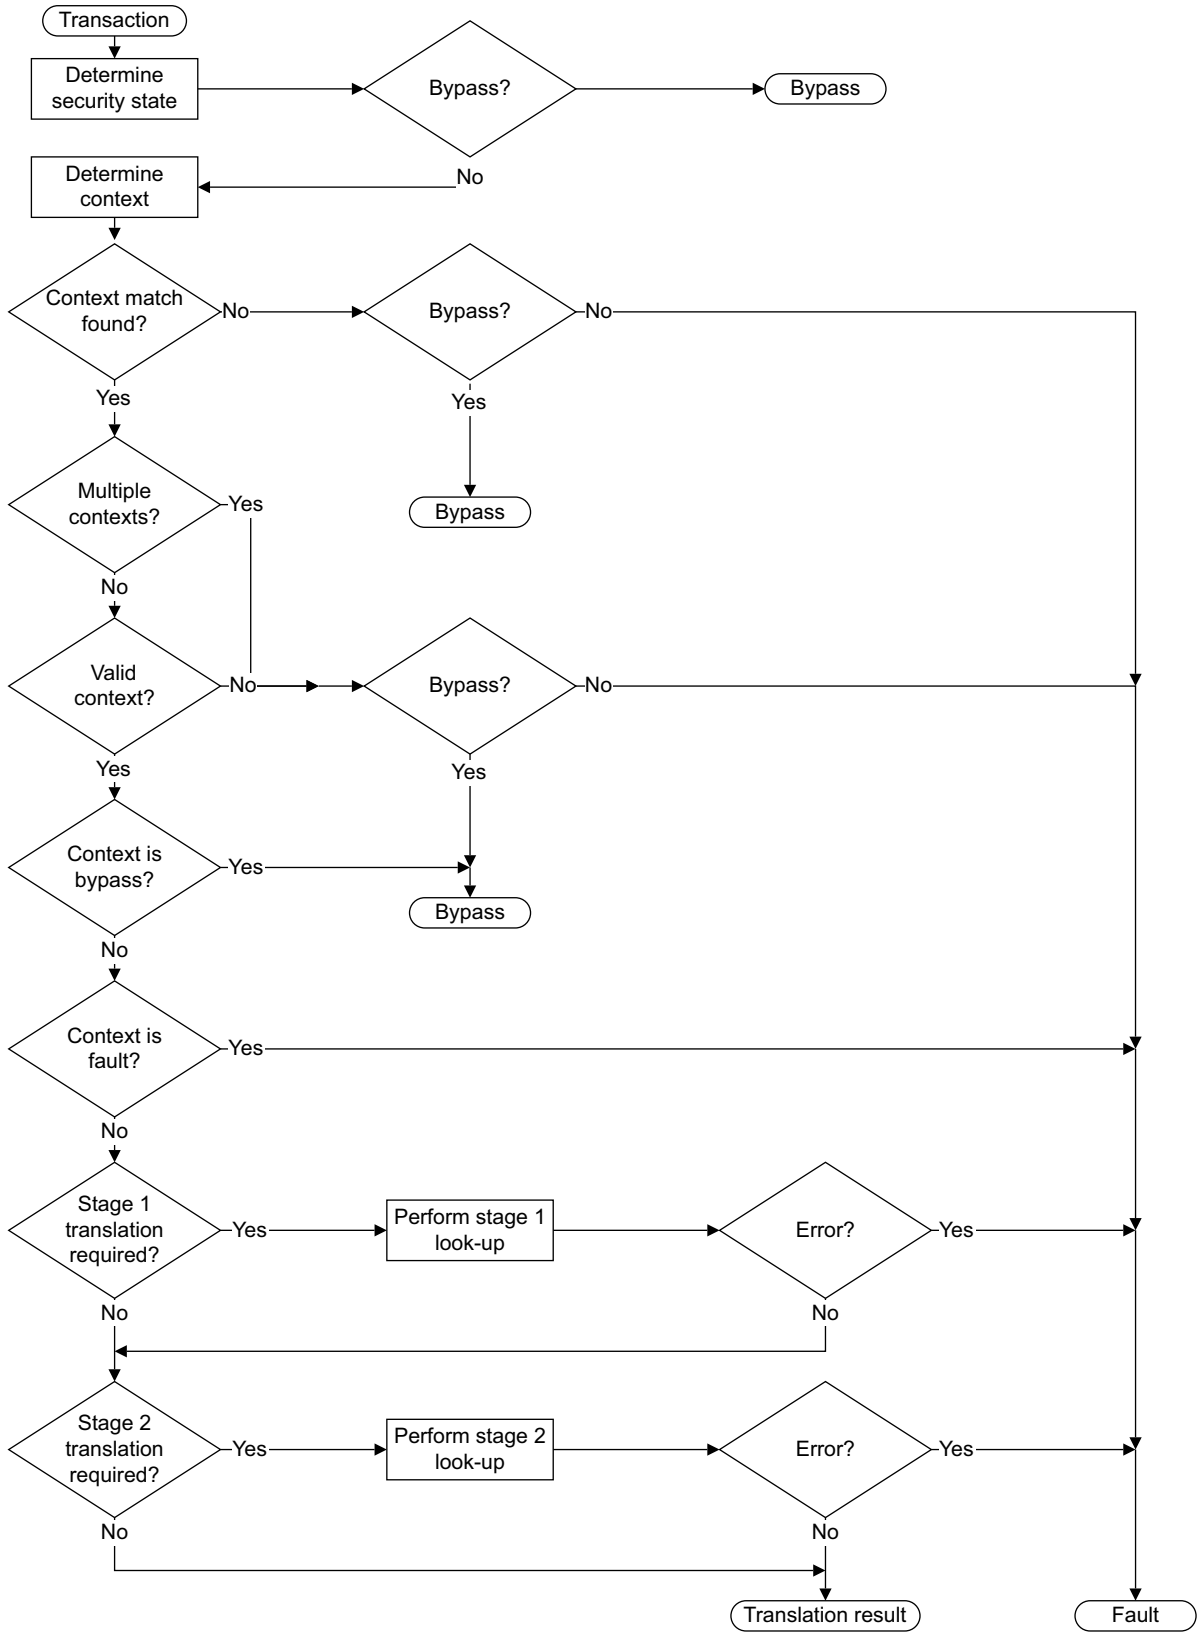 Transaction
Determine
security state
Bypass?
Bypass
Determine
context
No
Context match
found?
No
Bypass?
No
Yes
Yes
Bypass
Multiple
contexts?
Yes
No
Valid
context?
No
Bypass?
No
Yes
Yes
Context is
bypass?
Yes
Bypass
No
Context is
fault?
Yes
No
Stage 1
translation
required?
Yes
Perform stage 1
look-up
Error?
Yes
No
No
Stage 2
translation
required?
Yes
Perform stage 2
look-up
Error?
Yes
No
No
Translation result
Fault